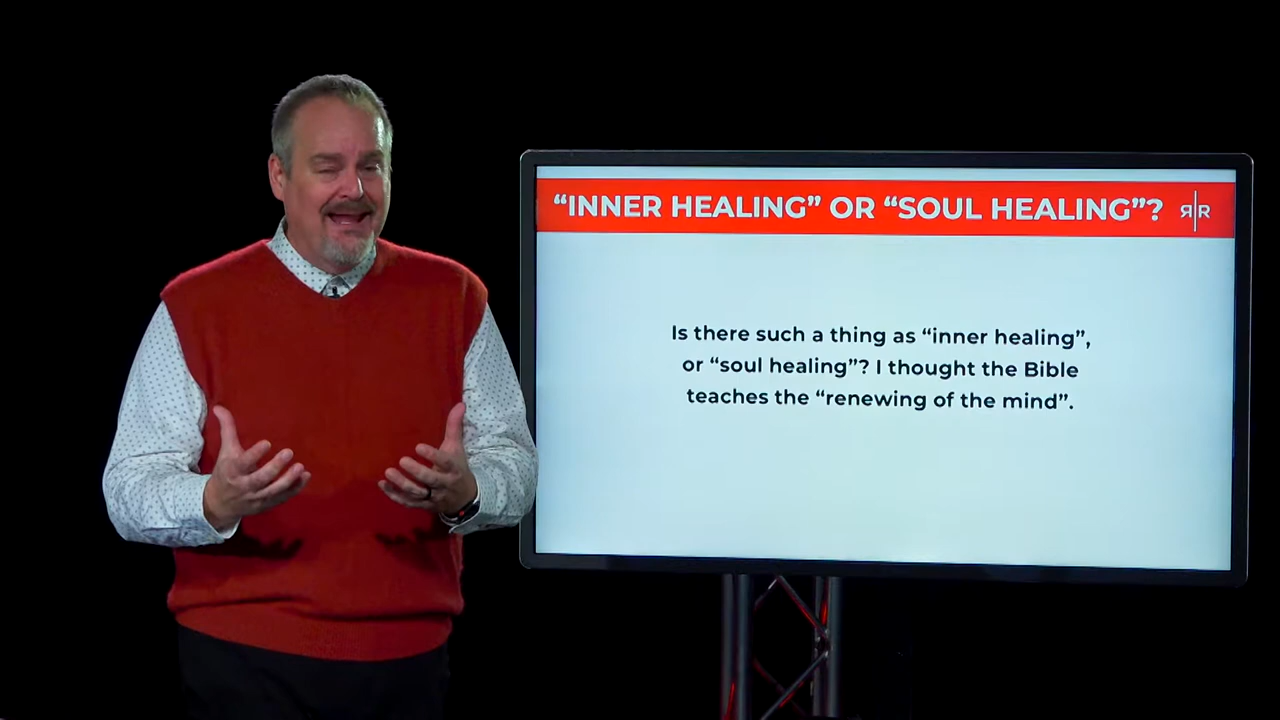 “INNER HEALING” OR “SOUL HEALING”? ЯR
Is there such a thing as “inner healing”,
or “soul healing”? I thought the Bible
teaches the “renewing of the mind”.